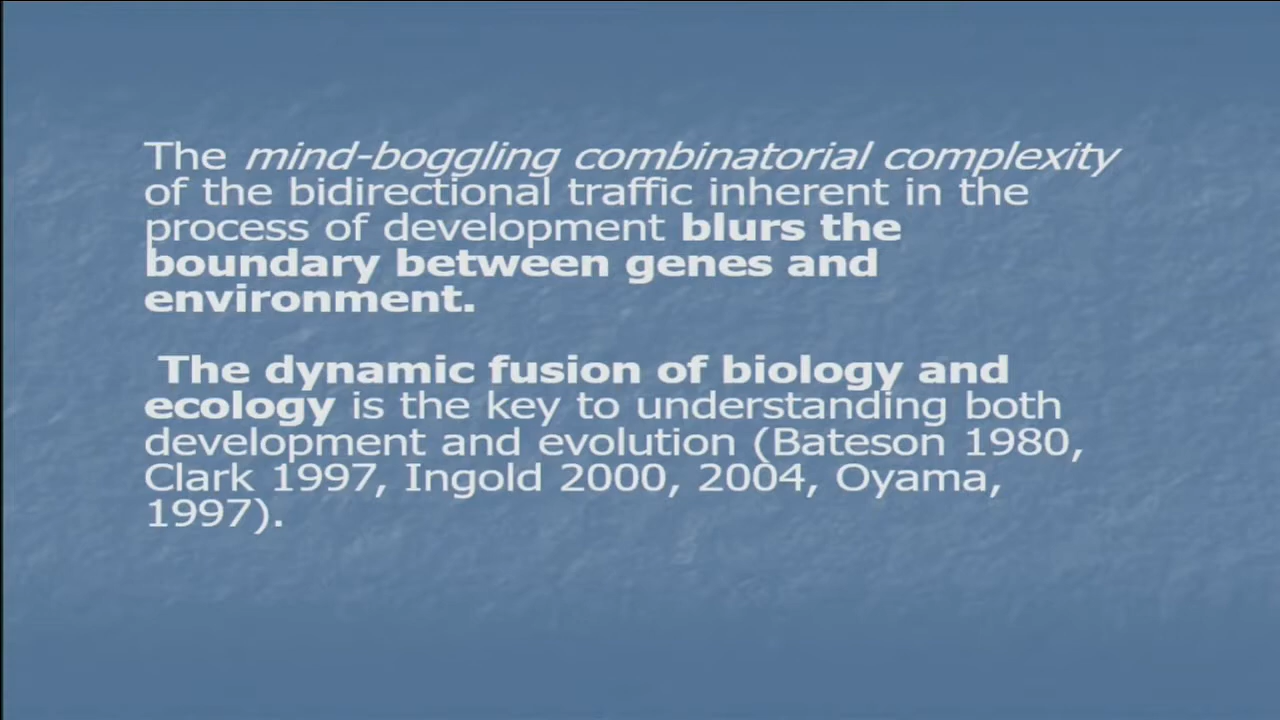 The mind-boggling combinatorial complexity
of the bidirectional traffic inherent in the
process of development blurs the
boundary between genes and
environment.
The dynamic fusion of biology and
ecology is the key to understanding both
development and evolution (Bateson 1980,
Clark 1997, Ingold 2000, 2004, Oyama,
1997).